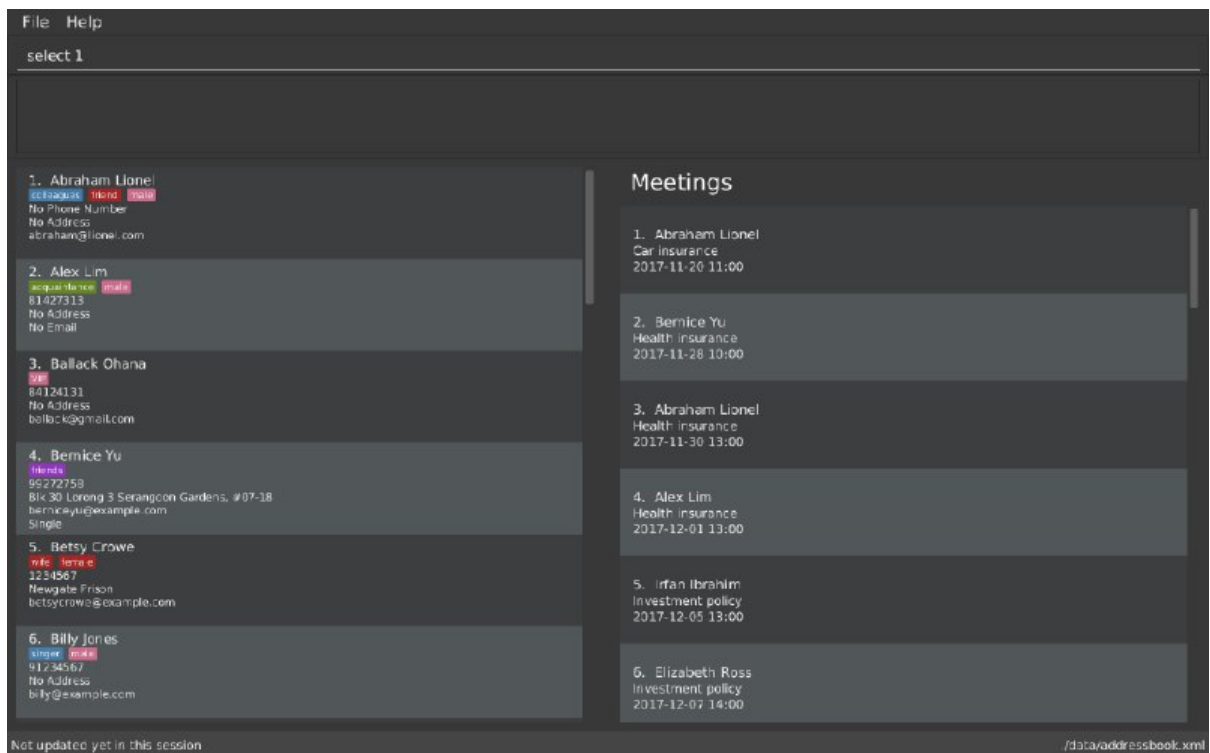 File Help
select 1
1. Abraham Lionel
colleagues friend male
No Phone Number
No Address
abraham@lionel.com
2. Alex Lim
acquaintance male
81427313
No Address
No Email
3. Ballack Ohana
VIP
84124131
No Address
ballack@gmail.com
4. Bernice Yu
friends
99272758
Blk 30 Lorong 3 Serangoon Gardens, #07-18
berniceyu@example.com
Single
5. Betsy Crowe
wife female
1234567
Newgate Prison
betsycrowe@example.com
6. Billy Jones
singer male
91234567
No Address
billy@example.com
Meetings
1. Abraham Lionel
Car insurance
2017-11-20 11:00
2. Bernice Yu
Health insurance
2017-11-28 10:00
3. Abraham Lionel
Health insurance
2017-11-30 13:00
4. Alex Lim
Health insurance
2017-12-01 13:00
5. Irfan Ibrahim
Investment policy
2017-12-05 13:00
6. Elizabeth Ross
Investment policy
2017-12-07 14:00
Not updated yet in this session
/data/addressbook.xml